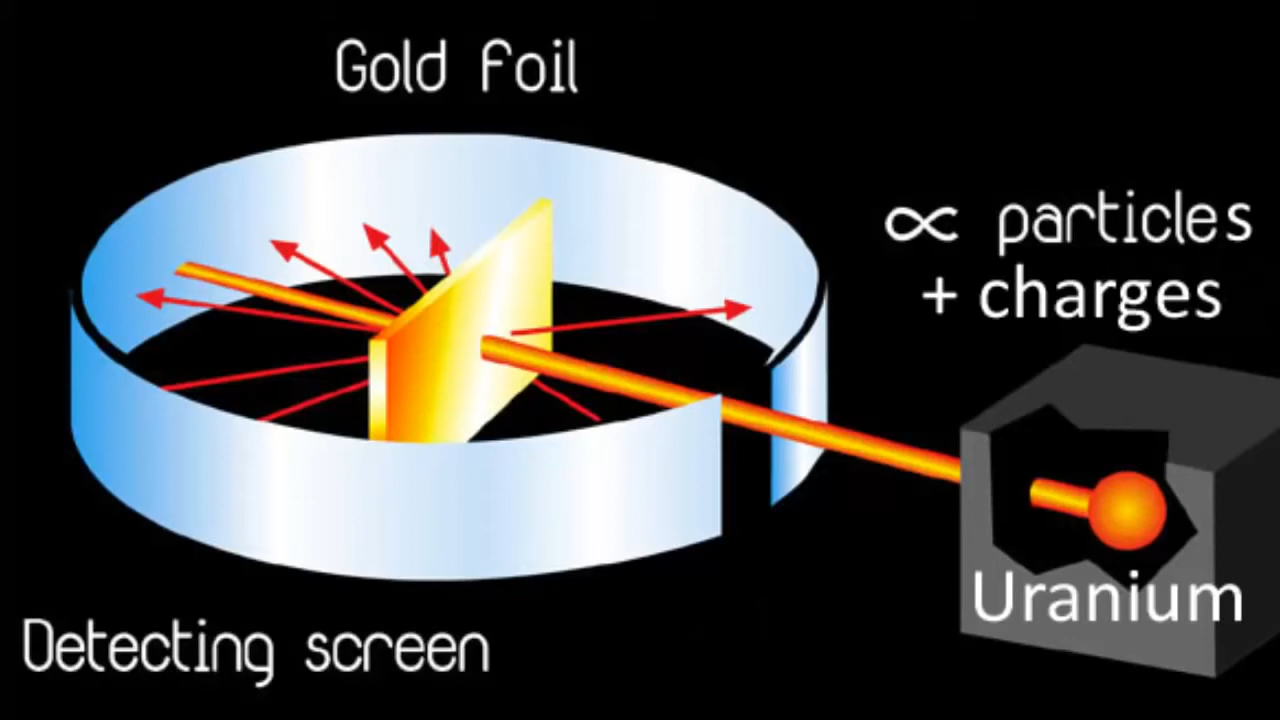 Gold Foil
∝ particles
+ charges
Uranium
Detecting screen